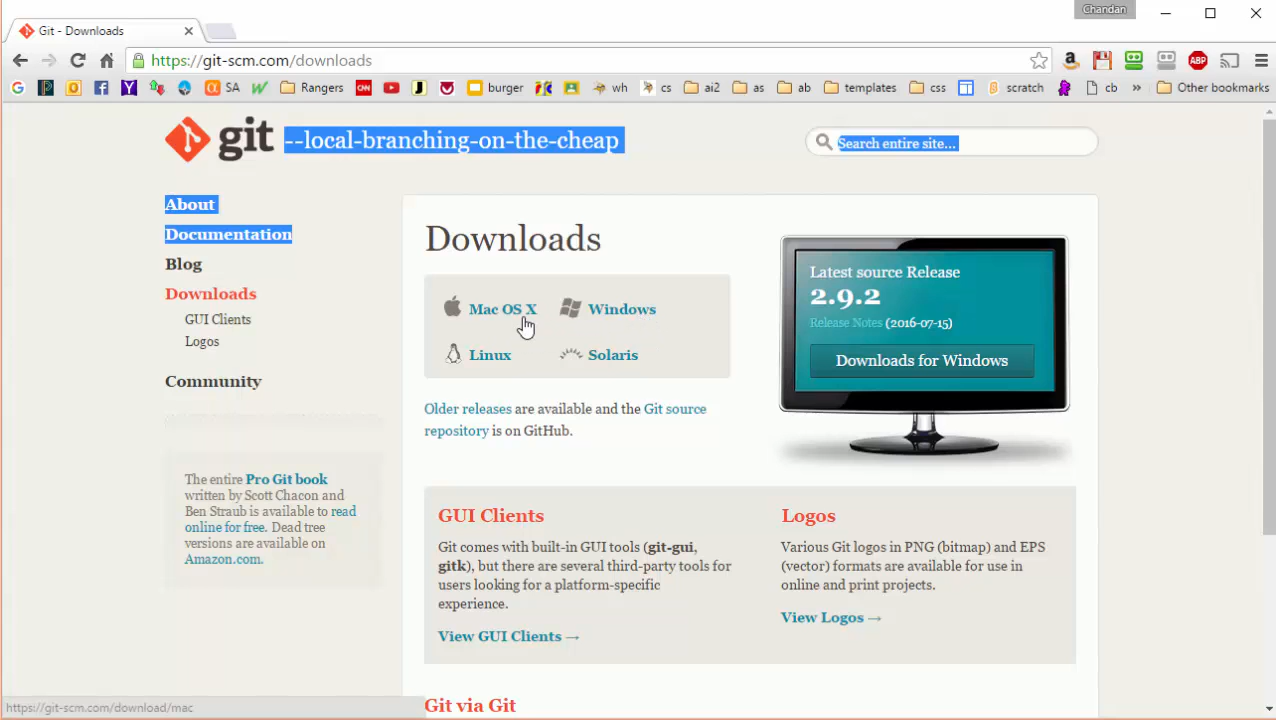 Chandan
Git - Downloads
https://git-scm.com/downloads
SA
Rangers
burger
wh
cs
ai2
as
ab
templates
css
scratch
cb
»
Other bookmarks
git --local-branching-on-the-cheap
Search entire site...
About
Documentation
Blog
Downloads
GUI Clients
Logos
Community
The entire Pro Git book
written by Scott Chacon and
Ben Straub is available to read
online for free. Dead tree
versions are available on
Amazon.com.
Downloads
Mac OS X
Windows
Linux
Solaris
Older releases are available and the Git source
repository is on GitHub.
Latest source Release
2.9.2
Release Notes (2016-07-15)
Downloads for Windows
GUI Clients
Git comes with built-in GUI tools (git-gui,
gitk), but there are several third-party tools for
users looking for a platform-specific
experience.
View GUI Clients →
Logos
Various Git logos in PNG (bitmap) and EPS
(vector) formats are available for use in
online and print projects.
View Logos →
Git via Git
https://git-scm.com/download/mac